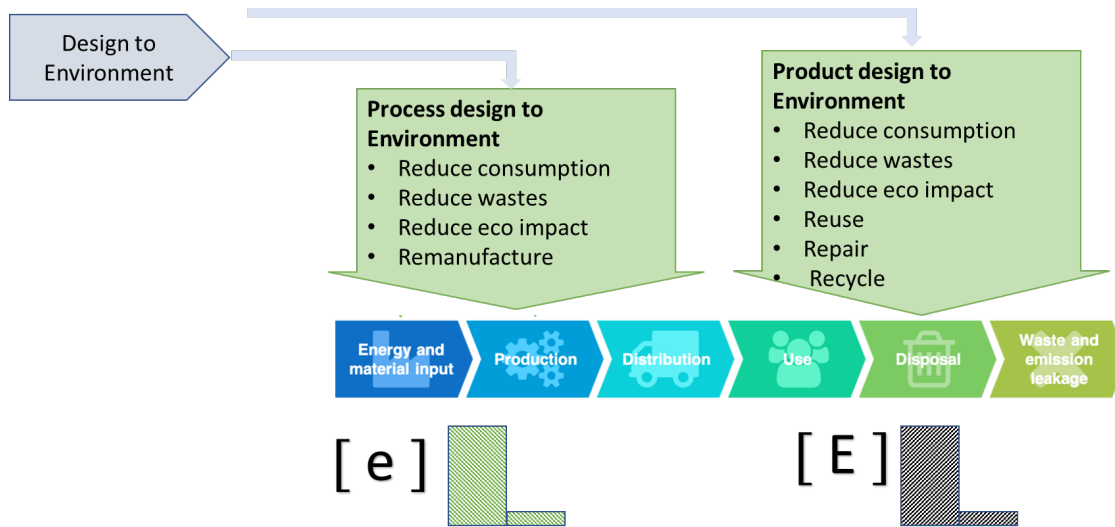 Design to
Environment
Process design to
Environment
• Reduce consumption
• Reduce wastes
• Reduce eco impact
• Remanufacture
Product design to
Environment
• Reduce consumption
• Reduce wastes
• Reduce eco impact
• Reuse
• Repair
• Recycle
Energy and
material input
Production
Distribution
Use
Disposal
Waste and
emission
leakage
[ e ]
[ E ]